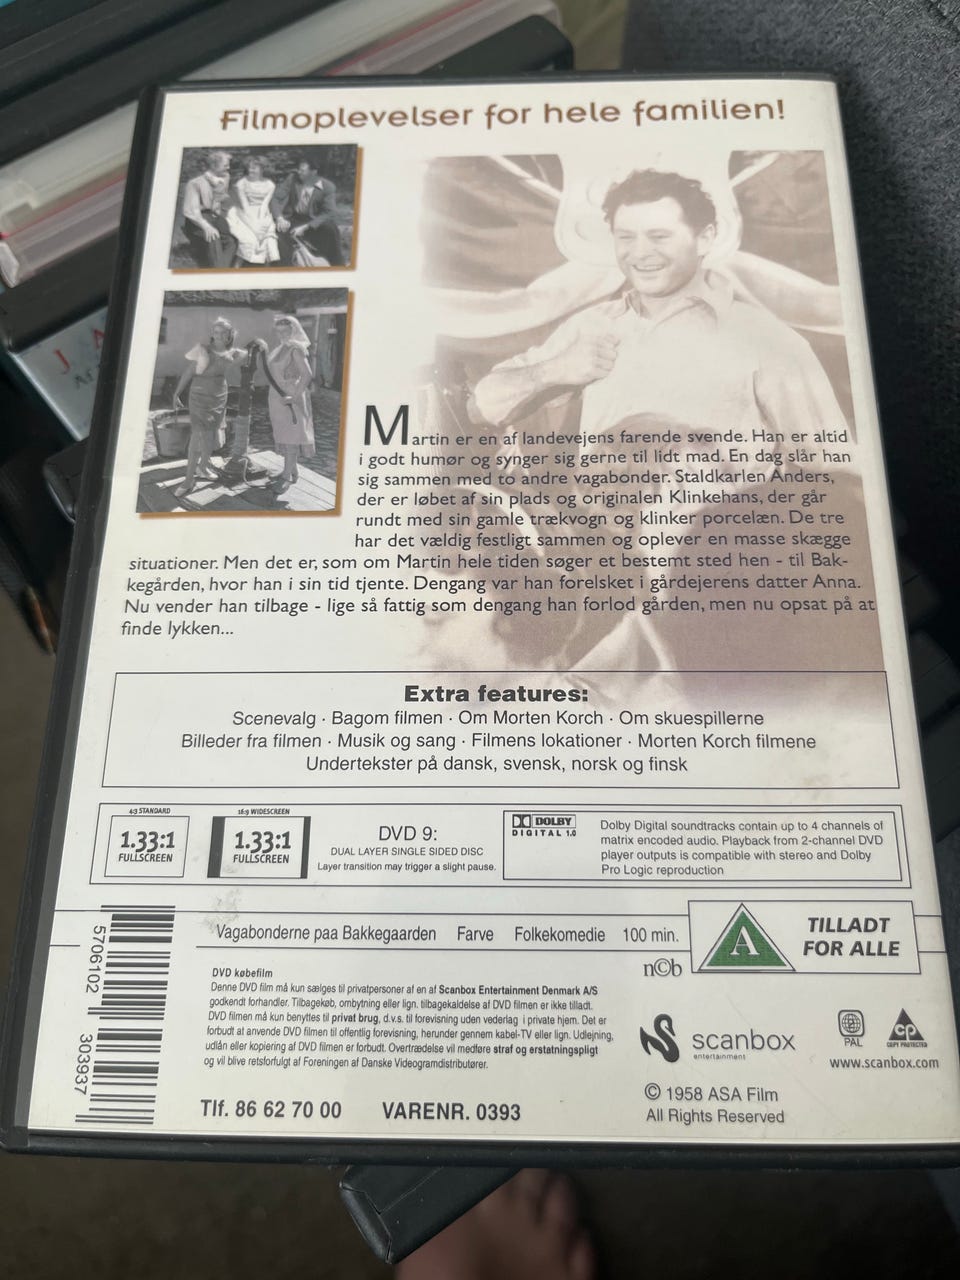 Filmoplevelser for hele familien!
Martin er en af landevejens farende svende. Han er altid
i godt humør og synger sig gerne til lidt mad. En dag slår han
sig sammen med to andre vagabonder. Staldkarlen Anders,
der er løbet af sin plads og originalen Klinkehans, der går
rundt med sin gamle trækvogn og klinker porcelæn. De tre
har det vældig festligt sammen og oplever en masse skægge
situationer. Men det er, som om Martin hele tiden søger et bestemt sted hen - til Bak-
kegården, hvor han i sin tid tjente. Dengang var han forelsket i gårdejerens datter Anna.
Nu vender han tilbage - lige så fattig som dengang han forlod gården, men nu opsat på at
finde lykken...
Extra features:
Scenevalg · Bagom filmen · Om Morten Korch · Om skuespillerne
Billeder fra filmen · Musik og sang · Filmens lokationer · Morten Korch filmene
Undertekster på dansk, svensk, norsk og finsk
4:3 STANDARD
1.33:1
FULLSCREEN
16:9 WIDESCREEN
1.33:1
FULLSCREEN
DVD 9:
DUAL LAYER SINGLE SIDED DISC
Layer transition may trigger a slight pause.
DOLBY
DIGITAL 1.0
Dolby Digital soundtracks contain up to 4 channels of
matrix encoded audio. Playback from 2-channel DVD
player outputs is compatible with stereo and Dolby
Pro Logic reproduction
Vagabonderne paa Bakkegaarden Farve Folkekomedie 100 min.
A
TILLADT
FOR ALLE
n©b
DVD købefilm
Denne DVD film må kun sælges til privatpersoner af en af Scanbox Entertainment Denmark A/S
godkendt forhandler. Tilbagekøb, ombytning eller lign. tilbagekaldelse af DVD filmen er ikke tilladt.
DVD filmen må kun benyttes til privat brug, d.v.s. til forevisning uden vederlag i private hjem. Det er
forbudt at anvende DVD filmen til offentlig forevisning, herunder gennem kabel-TV eller lign. Udlejning,
udlån eller kopiering af DVD filmen er forbudt. Overtrædelse vil medføre straf og erstatningspligt
og vil blive retsforfulgt af Foreningen af Danske Videogramdistributører.
Tlf. 86 62 70 00 VARENR. 0393
scanbox
entertainment
PAL
CP
COPY PROTECTED
www.scanbox.com
© 1958 ASA Film
All Rights Reserved
5706102 303937